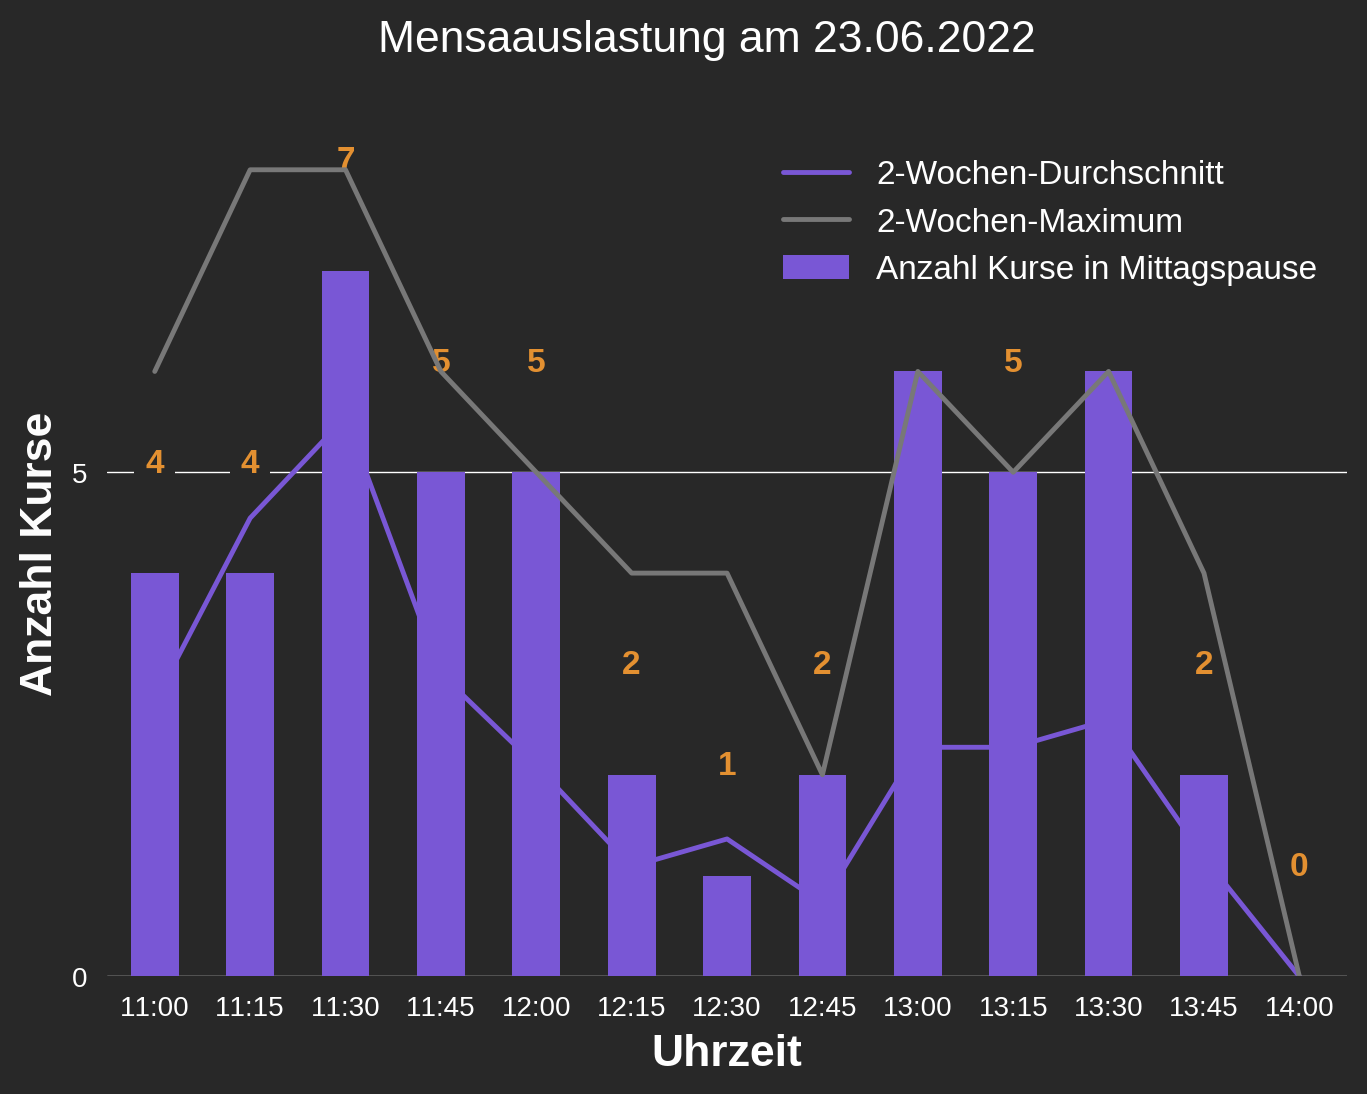 Mensaauslastung am 23.06.2022
2-Wochen-Durchschnitt
2-Wochen-Maximum
Anzahl Kurse in Mittagspause
7
5
5
5
4
4
2
2
2
1
0
Anzahl Kurse
5
0
11:00 11:15 11:30 11:45 12:00 12:15 12:30 12:45 13:00 13:15 13:30 13:45 14:00
Uhrzeit